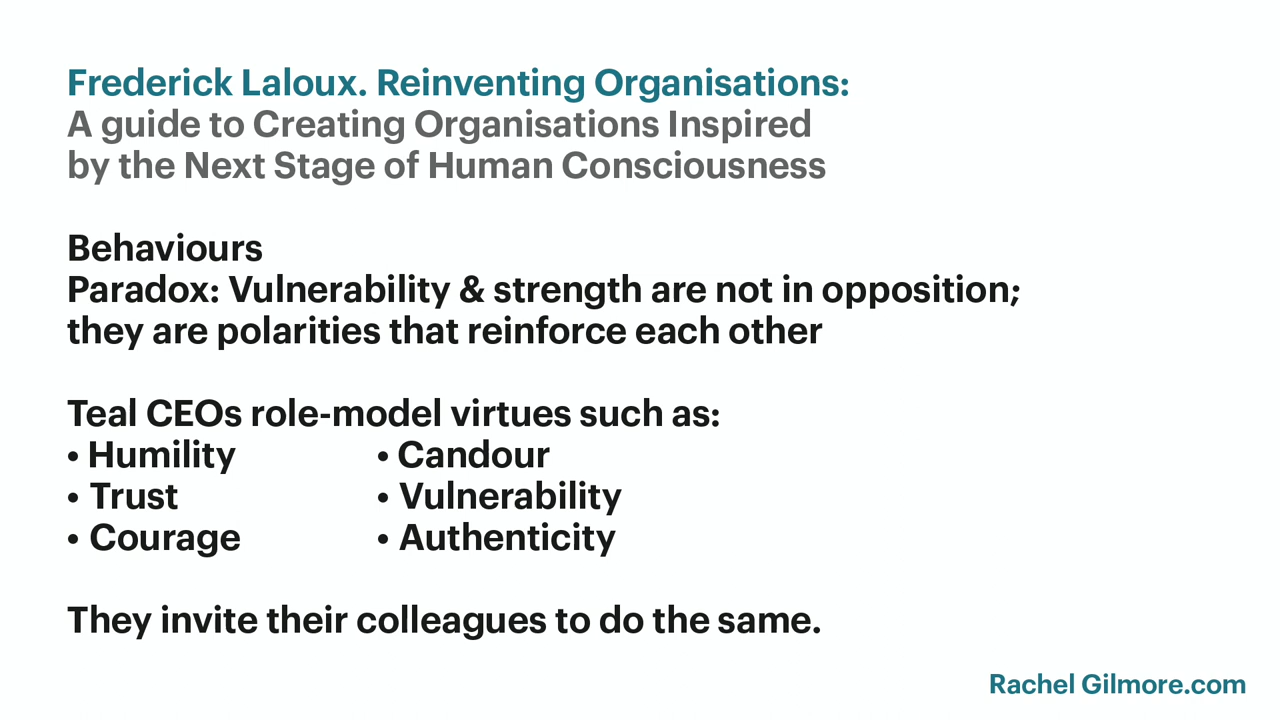 Frederick Laloux. Reinventing Organisations:
A guide to Creating Organisations Inspired
by the Next Stage of Human Consciousness
Behaviours
Paradox: Vulnerability & strength are not in opposition;
they are polarities that reinforce each other
Teal CEOs role-model virtues such as:
• Humility • Candour
• Trust • Vulnerability
• Courage • Authenticity
They invite their colleagues to do the same.
Rachel Gilmore.com